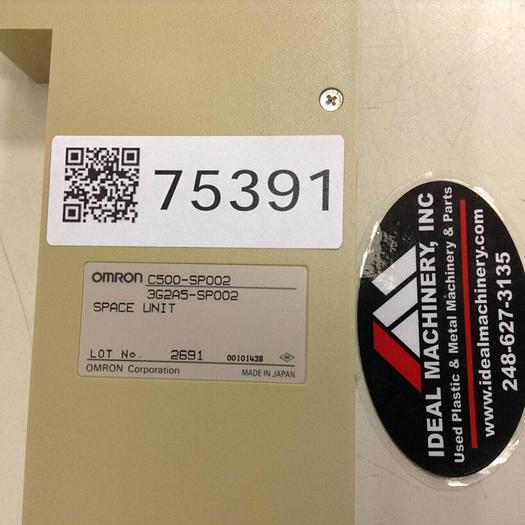 75391
OMRON C500-SP002
3G2A5-SP002
SPACE UNIT
LOT No. 2691 0010143B
OMRON Corporation MADE IN JAPAN
IDEAL MACHINERY, INC
Used Plastic & Metal Machinery & Parts
www.idealmachinery.com
248-627-3135